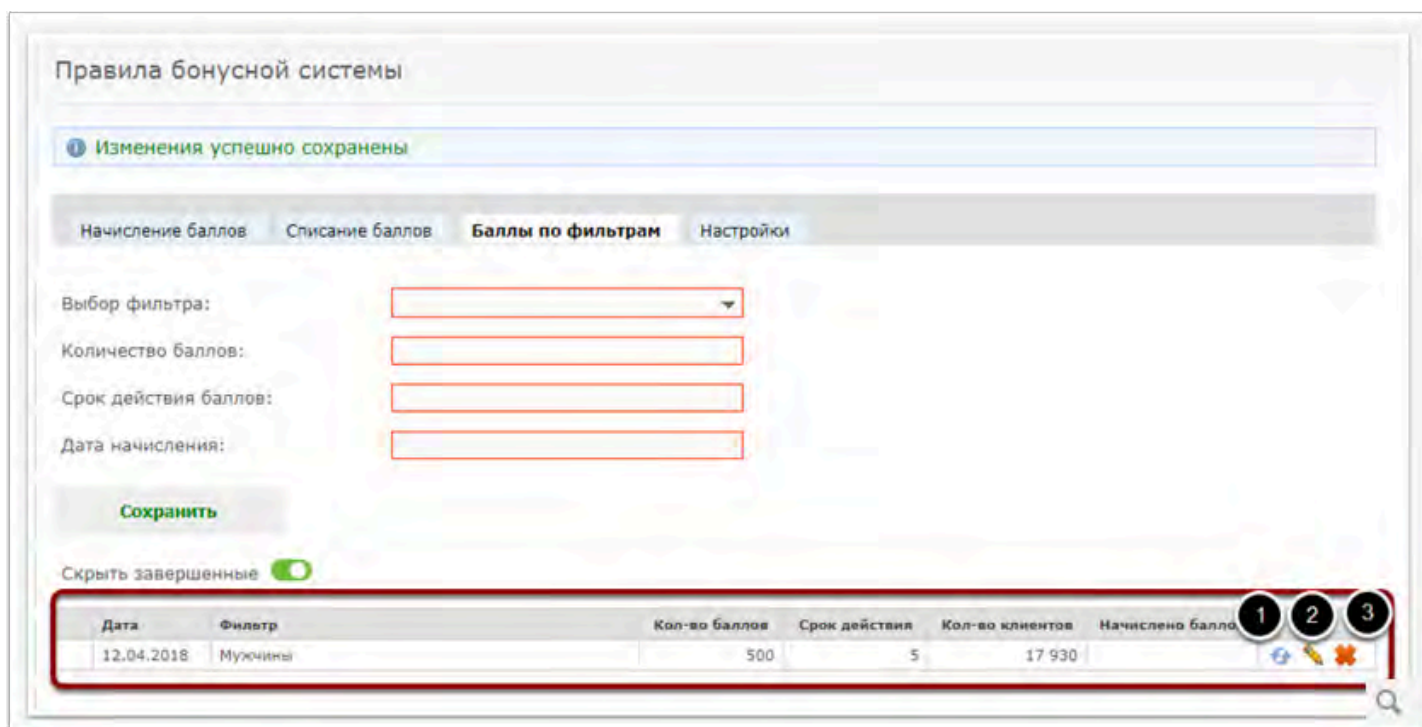 Правила бонусной системы
Изменения успешно сохранены
Начисление баллов Списание баллов Баллы по фильтрам Настройки
Выбор фильтра:
Количество баллов:
Срок действия баллов:
Дата начисления:
Сохранить
Скрыть завершенные
1 2 3
Дата Фильтр Кол-во баллов Срок действия Кол-во клиентов Начислено балло
12.04.2018 Мужчины 500 5 17 930